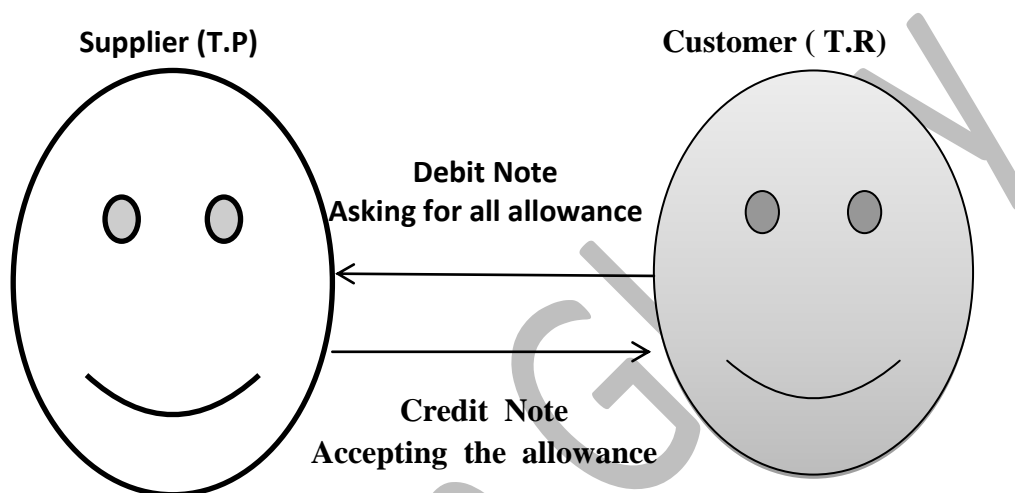 Supplier (T.P)
Customer ( T.R)
Debit Note
Asking for all allowance
Credit Note
Accepting the allowance